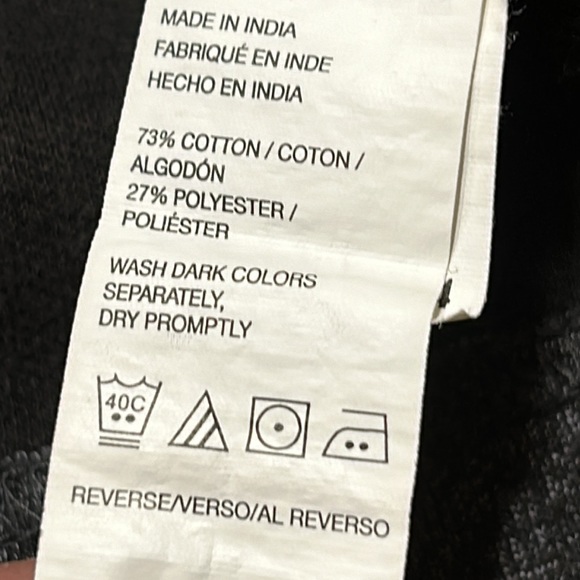 MADE IN INDIA
FABRIQUÉ EN INDE
HECHO EN INDIA
73% COTTON / COTON /
ALGODÓN
27% POLYESTER /
POLIÉSTER
WASH DARK COLORS
SEPARATELY,
DRY PROMPTLY
40C
REVERSE/VERSO/AL REVERSO